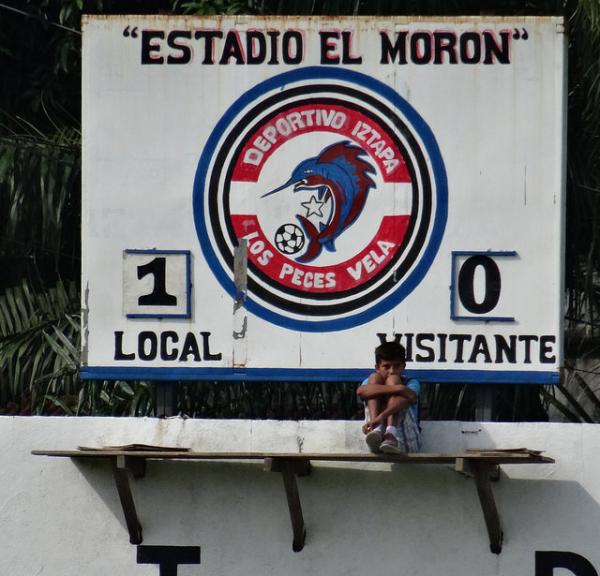 "ESTADIO EL MORON"
DEPORTIVO IZTAPA
LOS PECES VELA
1 0
LOCAL VISITANTE
T